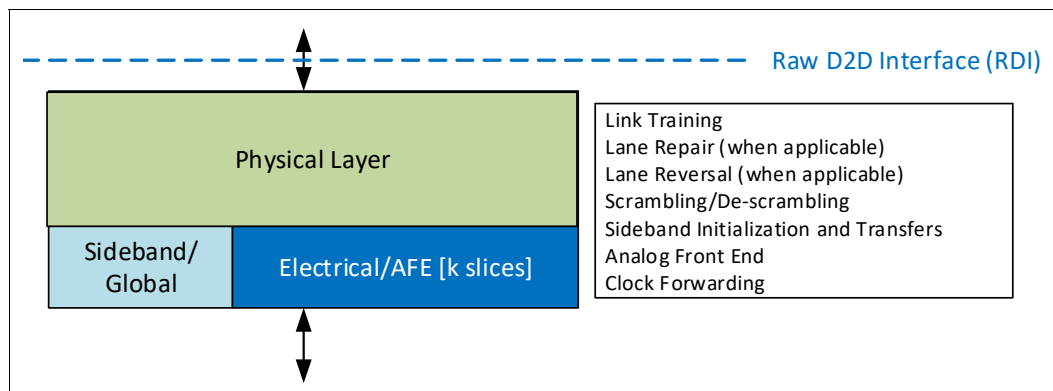 Raw D2D Interface (RDI)
Physical Layer
Sideband/
Global
Electrical/AFE [k slices]
Link Training
Lane Repair (when applicable)
Lane Reversal (when applicable)
Scrambling/De-scrambling
Sideband Initialization and Transfers
Analog Front End
Clock Forwarding